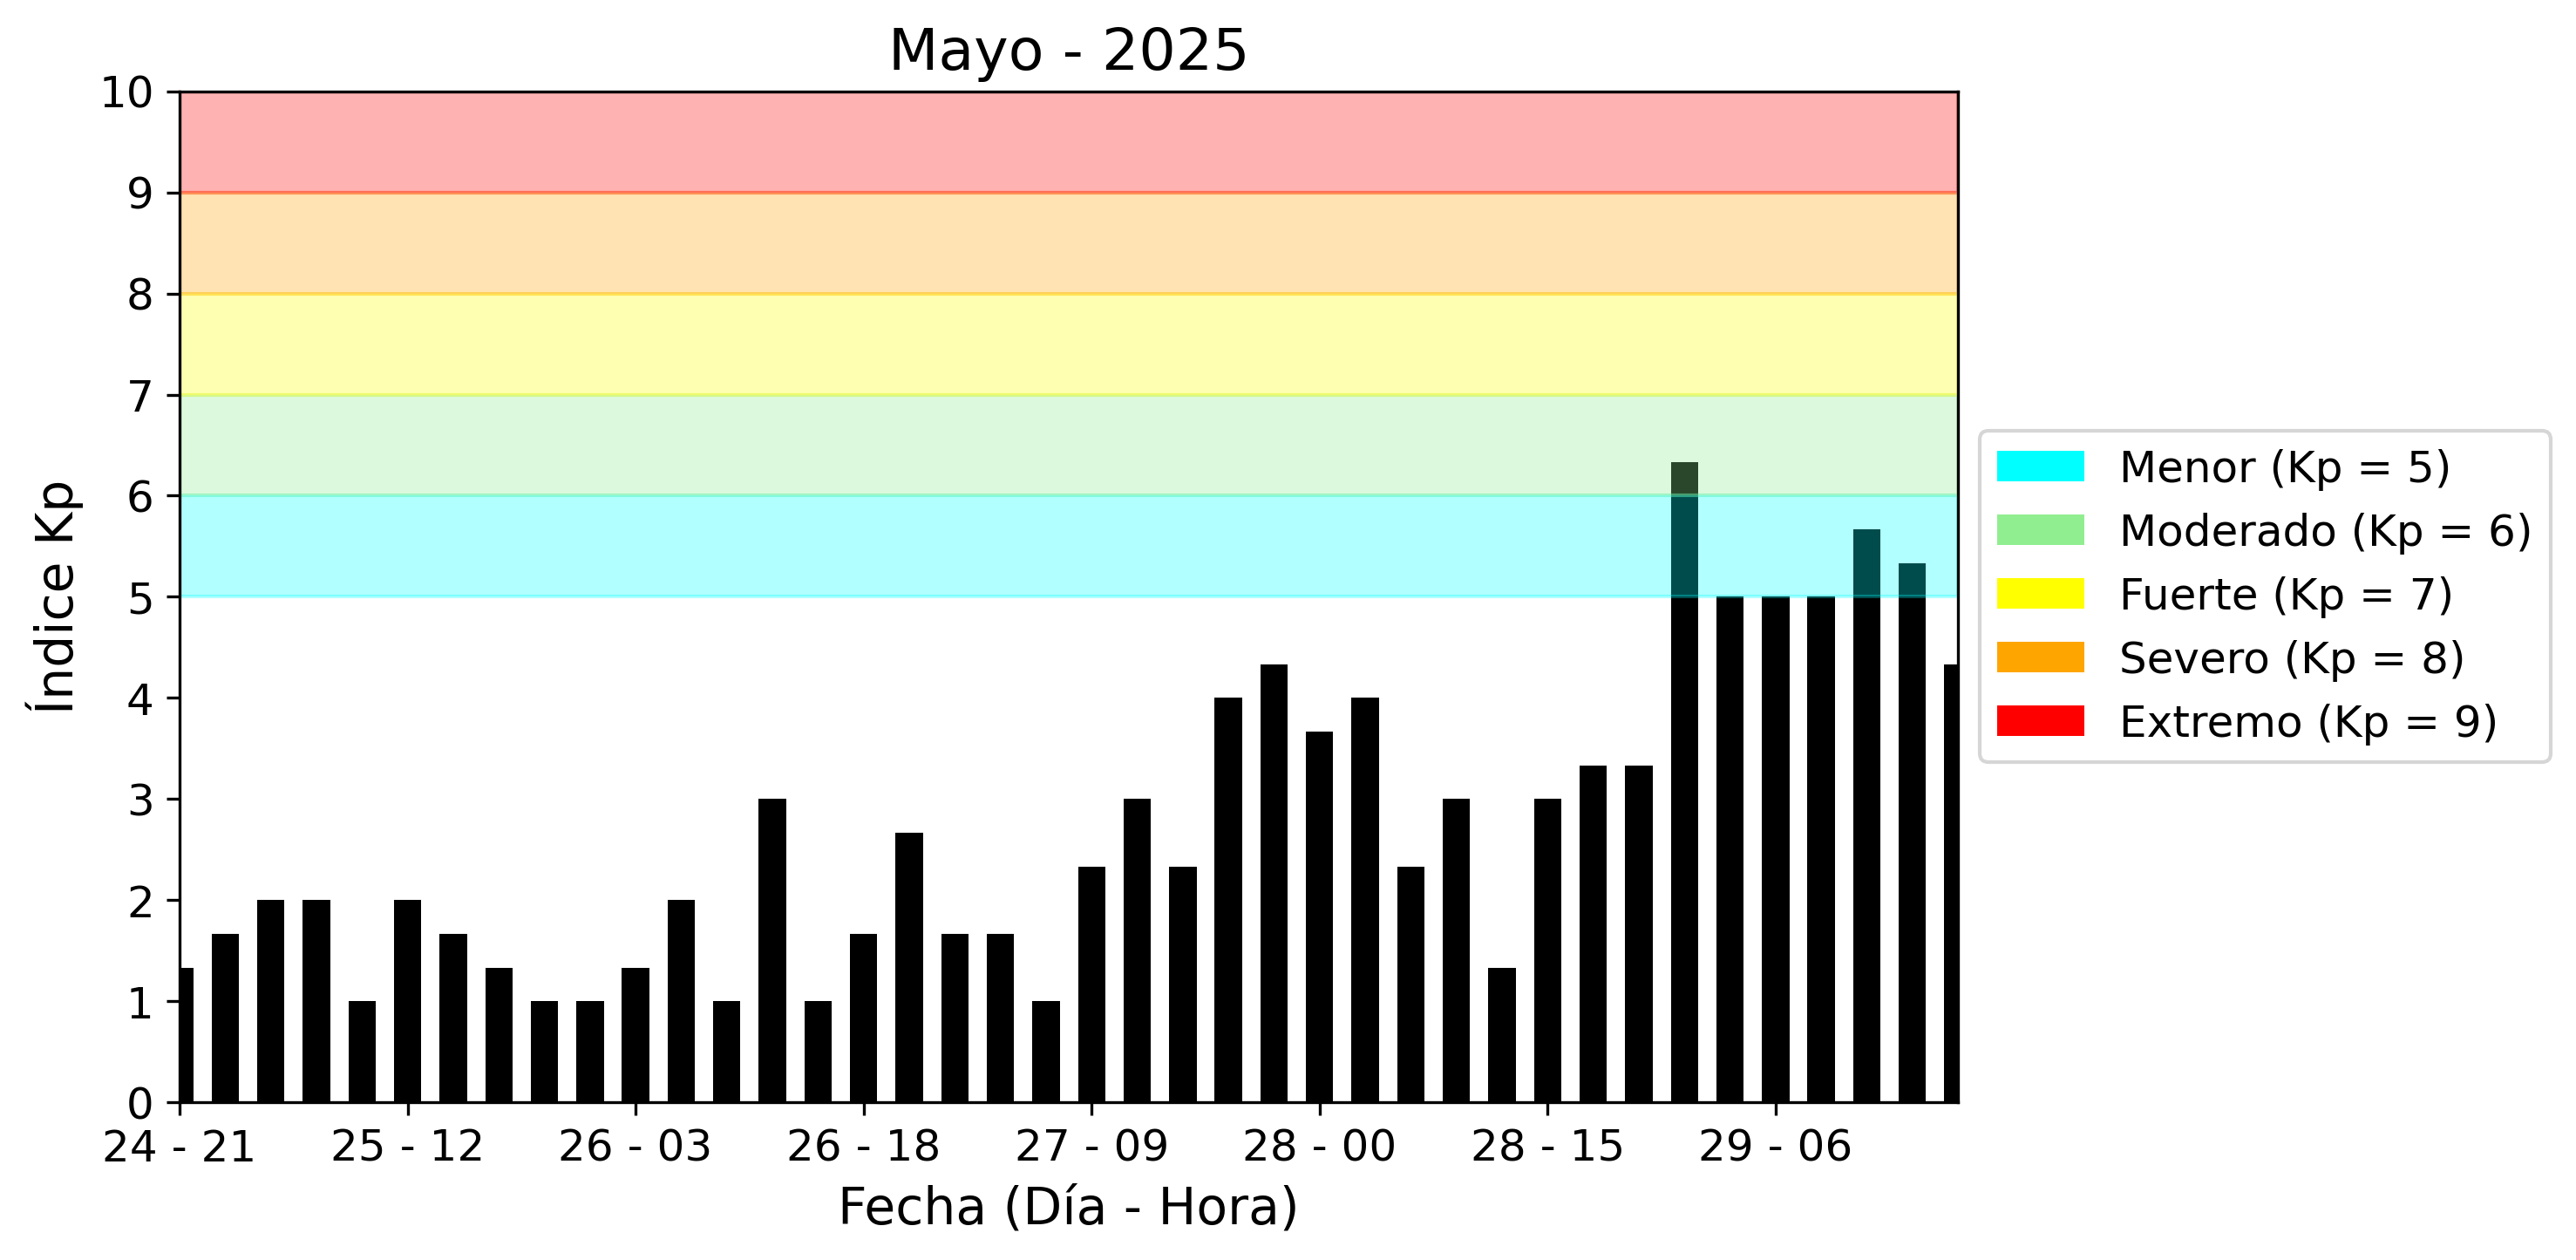 Mayo - 2025
10
9
8
7
6
5
4
3
2
1
0
Índice Kp
24 - 21
25 - 12
26 - 03
26 - 18
27 - 09
28 - 00
28 - 15
29 - 06
Fecha (Día - Hora)
Menor (Kp = 5)
Moderado (Kp = 6)
Fuerte (Kp = 7)
Severo (Kp = 8)
Extremo (Kp = 9)